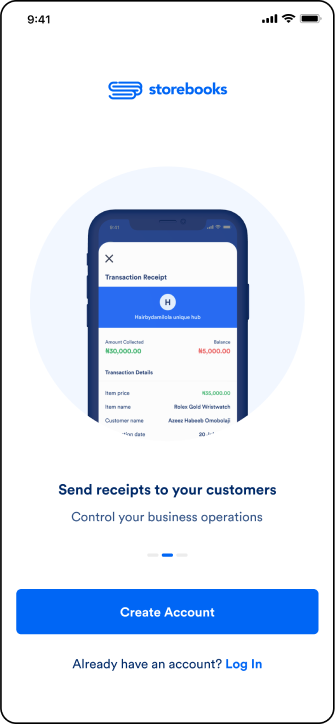 9:41
storebooks
9:41
Transaction Receipt
H
Hairbydamilola unique hub
Amount Collected Balance
₦30,000.00 ₦5,000.00
Transaction Details
Item price ₦35,000.00
Item name Rolex Gold Wristwatch
Customer name Azeez Habeeb Omobolaji
tion date 20
Send receipts to your customers
Control your business operations
Create Account
Already have an account? Log In